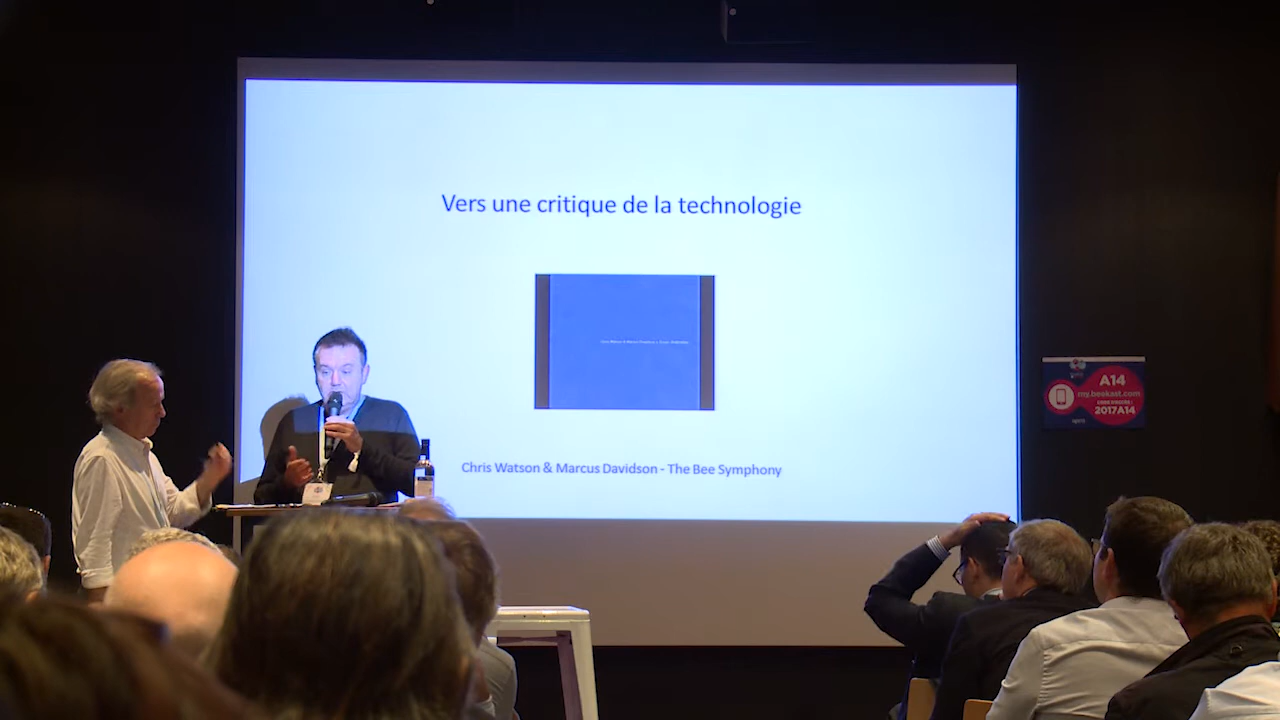 Vers une critique de la technologie
Chris Watson & Marcus Davidson - The Bee Symphony
A14
my.beekast.com
2017A14